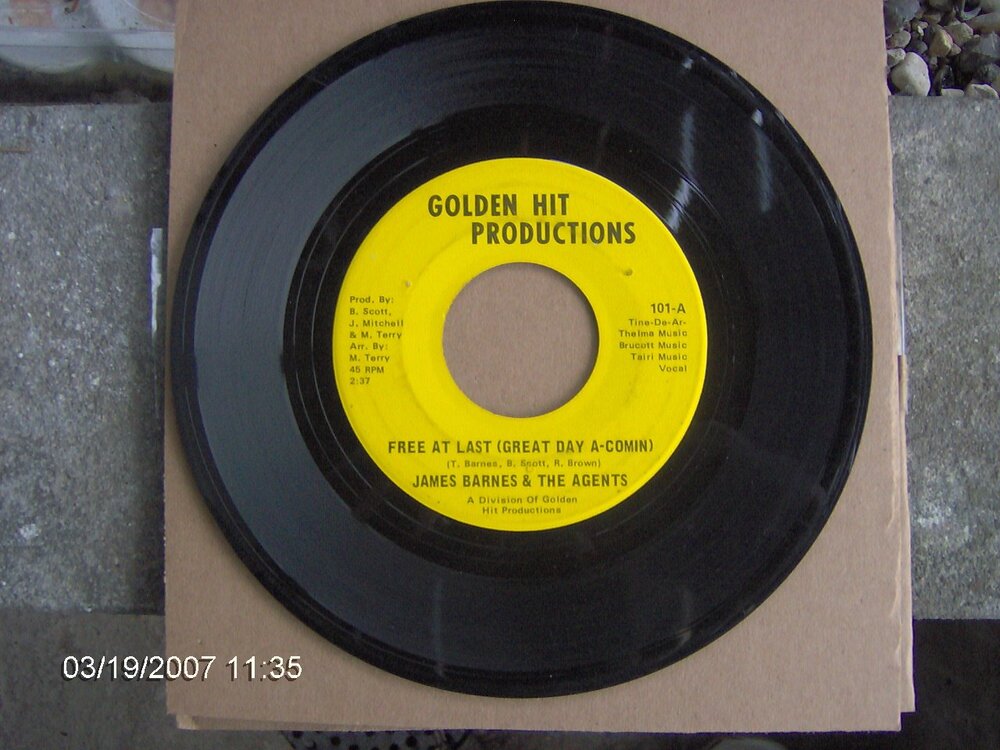 GOLDEN HIT
PRODUCTIONS
Prod. By:
B. Scott,
J. Mitchell
& M. Terry
Arr. By:
M. Terry
45 RPM
2:37
101-A
Tine-De-Ar-
Thelma Music
Brucott Music
Tairi Music
Vocal
FREE AT LAST (GREAT DAY A-COMIN)
(T. Barnes, B. Scott, R. Brown)
JAMES BARNES & THE AGENTS
A Division Of Golden
Hit Productions
03/19/2007 11:35